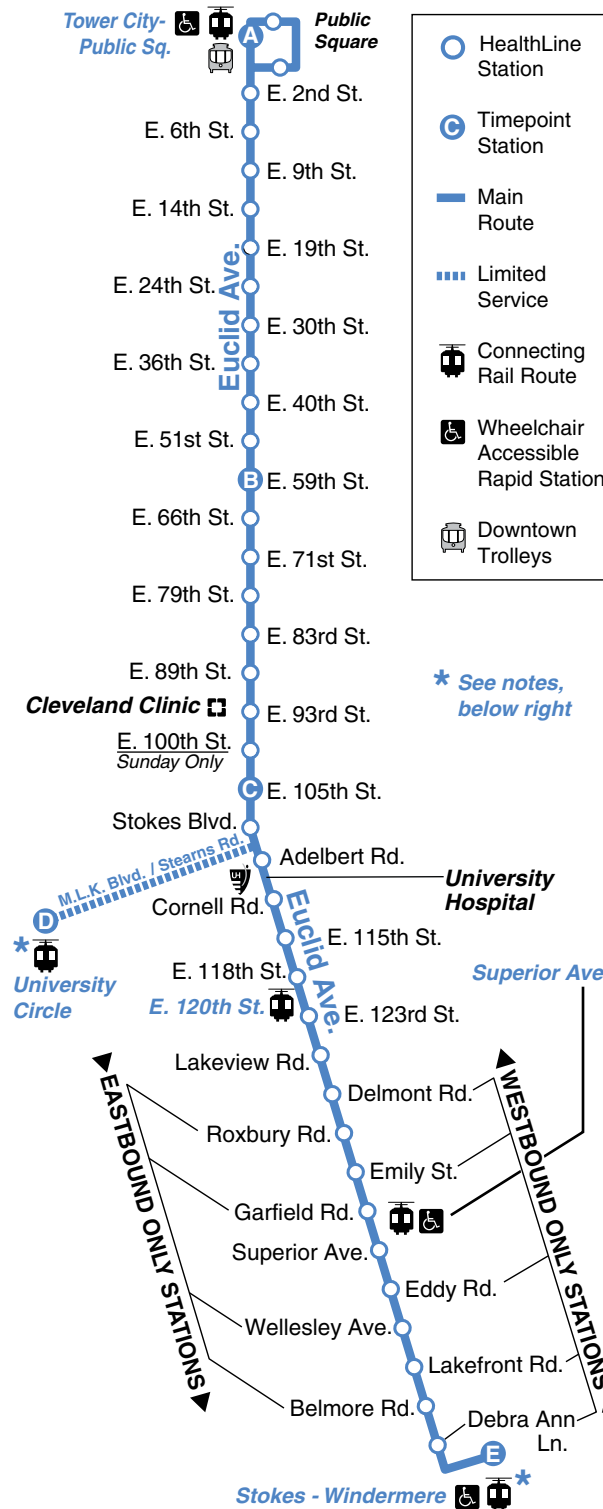 Tower City-
Public Sq.
Public
Square
A
E. 2nd St.
E. 6th St.
E. 9th St.
E. 14th St.
E. 19th St.
Euclid Ave.
E. 24th St.
E. 30th St.
E. 36th St.
E. 40th St.
E. 51st St.
B
E. 59th St.
E. 66th St.
E. 71st St.
E. 79th St.
E. 83rd St.
E. 89th St.
Cleveland Clinic
E. 93rd St.
E. 100th St.
Sunday Only
C
E. 105th St.
Stokes Blvd.
M.L.K. Blvd. / Stearns Rd.
Adelbert Rd.
D
University
Hospital
Cornell Rd.
Euclid Ave.
E. 115th St.
*
University
Circle
E. 118th St.
E. 120th St.
E. 123rd St.
Superior Ave
Lakeview Rd.
Delmont Rd.
EASTBOUND ONLY STATIONS
WESTBOUND ONLY STATIONS
Roxbury Rd.
Emily St.
Garfield Rd.
Superior Ave.
Eddy Rd.
Wellesley Ave.
Lakefront Rd.
Belmore Rd.
Debra Ann
Ln.
E
Stokes - Windermere
*
HealthLine
Station
C
Timepoint
Station
Main
Route
Limited
Service
Connecting
Rail Route
Wheelchair
Accessible
Rapid Station
Downtown
Trolleys
* See notes,
below right